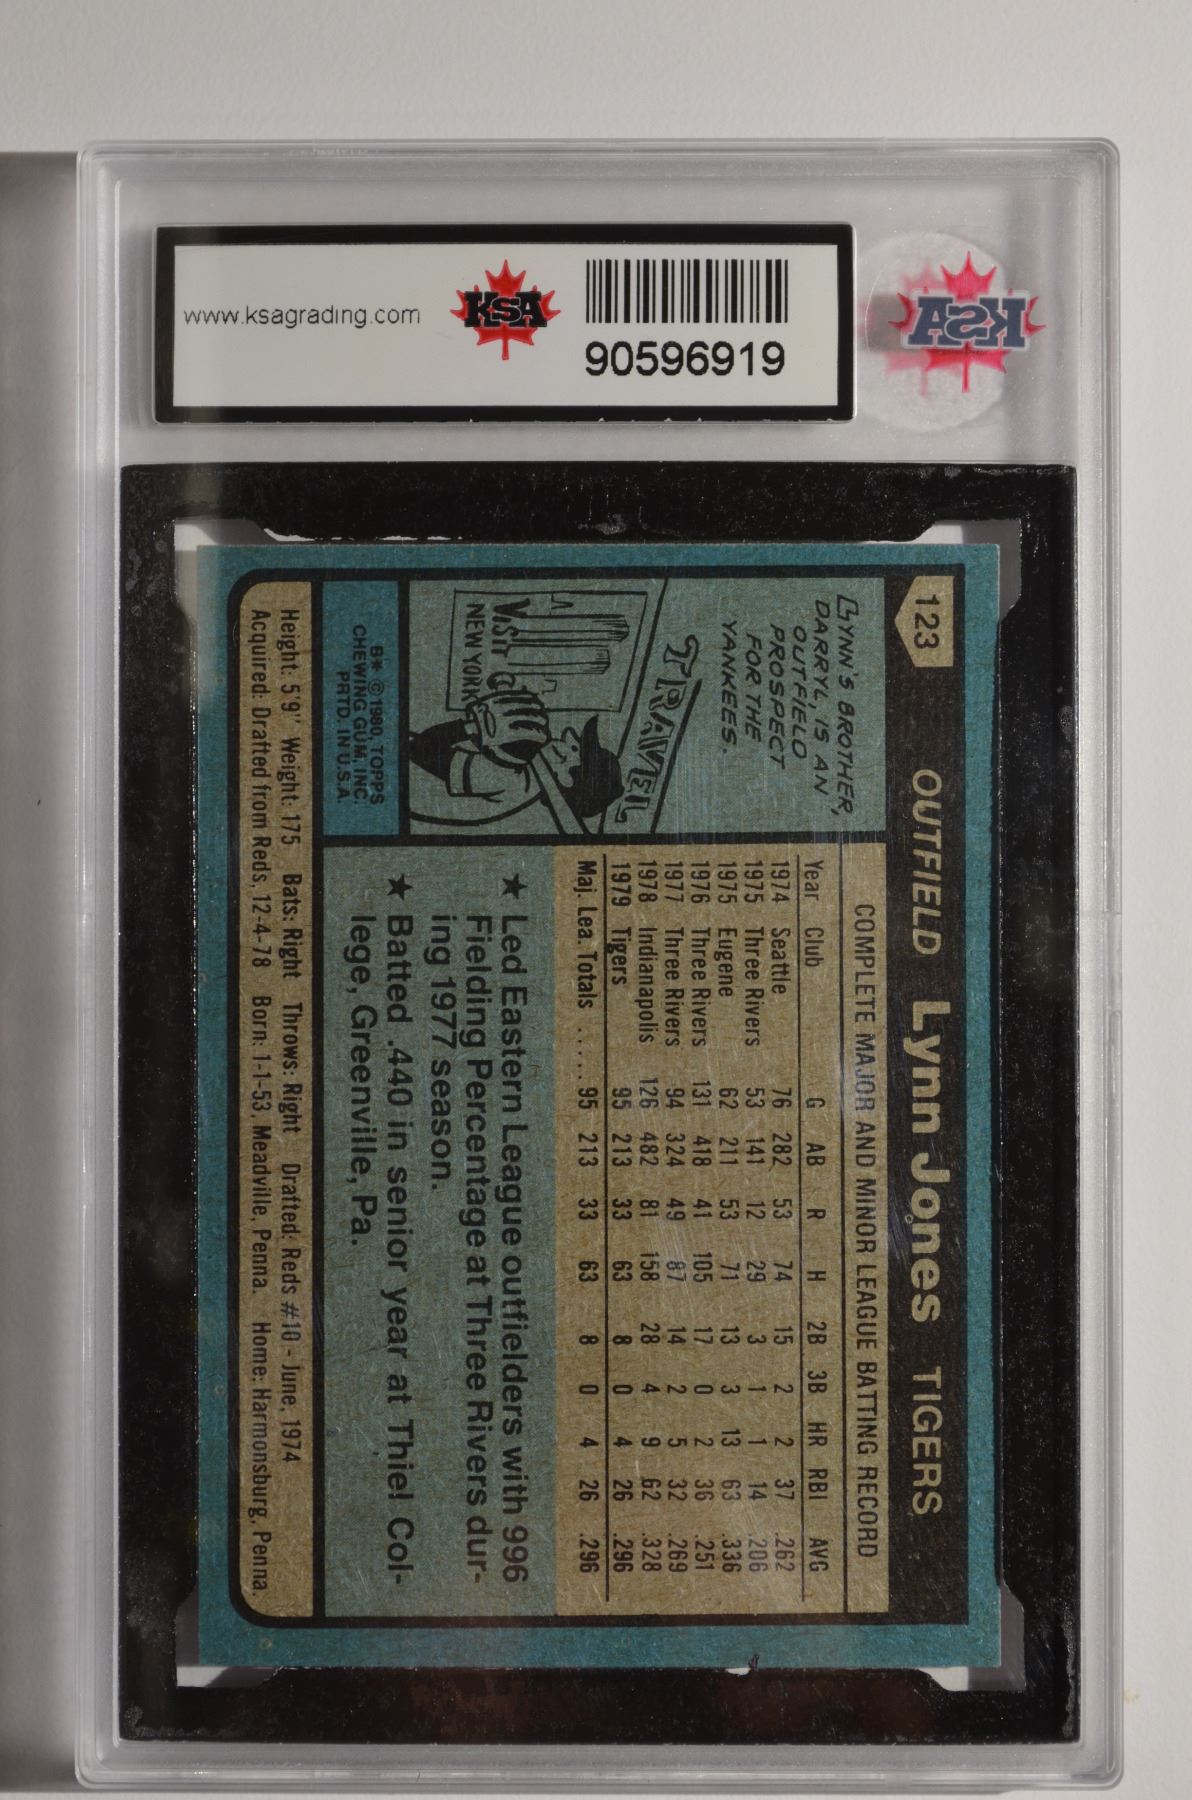 www.ksagrading.com
KSA
90596919
KSA
123
OUTFIELD Lynn Jones TIGERS
LYNN'S BROTHER,
DARRYL, IS AN
OUTFIELD
PROSPECT
FOR THE
YANKEES.
TRAVEL
VISIT
NEW YORK
B* © 1980, TOPPS
CHEWING GUM, INC.
PRTD. IN U.S.A.
COMPLETE MAJOR AND MINOR LEAGUE BATTING RECORD
Year Club G AB R H 2B 3B HR RBI AVG
1974 Seattle 76 282 53 74 15 2 2 37 .262
1975 Three Rivers 53 141 12 29 3 1 1 14 .206
1975 Eugene 62 211 53 71 13 3 13 63 .336
1976 Three Rivers 131 418 41 105 17 0 2 36 .251
1977 Three Rivers 94 324 49 87 14 2 5 32 .269
1978 Indianapolis 126 482 81 158 28 4 9 62 .328
1979 Tigers 95 213 33 63 8 0 4 26 .296
Maj. Lea. Totals ..... 95 213 33 63 8 0 4 26 .296
★ Led Eastern League outfielders with 996
Fielding Percentage at Three Rivers dur-
ing 1977 season.
★ Batted .440 in senior year at Thiel Col-
lege, Greenville, Pa.
Height: 5'9" Weight: 175 Bats: Right Throws: Right Drafted: Reds #10 - June, 1974
Acquired: Drafted from Reds, 12-4-78 Born: 1-1-53, Meadville, Penna. Home: Harmonsburg, Penna.